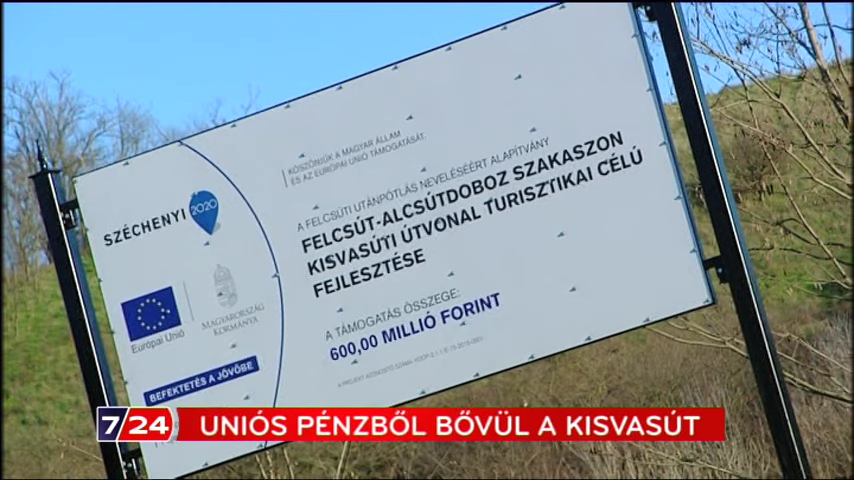 KÖSZÖNJÜK A MAGYAR ÁLLAM
ÉS AZ EURÓPAI UNIÓ TÁMOGATÁSÁT.
A FELCSÚTI UTÁNPÓTLÁS NEVELÉSÉÉRT ALAPÍTVÁNY
FELCSÚT-ALCSÚTDOBOZ SZAKASZON
KISVASÚTI ÚTVONAL TURISZTIKAI CÉLÚ
FEJLESZTÉSE
A TÁMOGATÁS ÖSSZEGE:
600,00 MILLIÓ FORINT
SZÉCHENYI 2020
Európai Unió
MAGYARORSZÁG
KORMÁNYA
BEFEKTETÉS A JÖVŐBE
7/24 UNIÓS PÉNZBŐL BŐVÜL A KISVASÚT